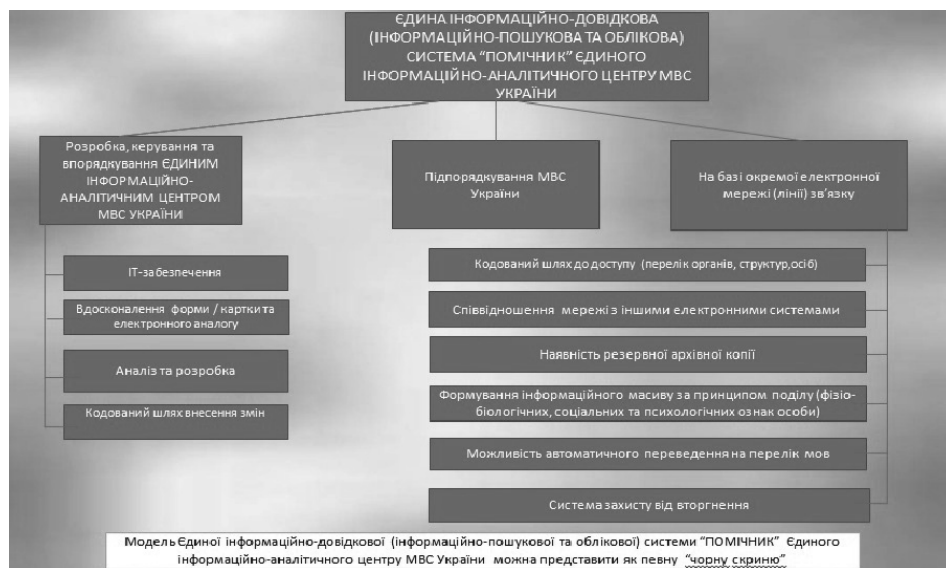 ЄДИНА ІНФОРМАЦІЙНО-ДОВІДКОВА
(ІНФОРМАЦІЙНО-ПОШУКОВА ТА ОБЛІКОВА)
СИСТЕМА “ПОМІЧНИК” ЄДИНОГО
ІНФОРМАЦІЙНО-АНАЛІТИЧНОГО ЦЕНТРУ МВС
УКРАЇНИ
Розробка, керування та
впорядкування ЄДИНИМ
ІНФОРМАЦІЙНО-
АНАЛІТИЧНИМ ЦЕНТРОМ
МВС УКРАЇНИ
ІТ-забезпечення
Вдосконалення форми / картки та
електронного аналогу
Аналіз та розробка
Кодований шлях внесення змін
Підпорядкування МВС
України
На базі окремої електронної
мережі (лінії) зв’язку
Кодований шлях до доступу (перелік органів, структур,осіб)
Співвідношення мережі з іншими електронними системами
Наявність резервної архівної копії
Формування інформаційного масиву за принципом поділу (фізіо-
біологічних, соціальних та психологічних ознак особи)
Можливість автоматичного переведення на перелік мов
Система захисту від вторгнення
Модель Єдиної інформаційно-довідкової (інформаційно-пошукової та облікової) системи “ПОМІЧНИК” Єдиного
інформаційно-аналітичного центру МВС України можна представити як певну “чорну скриню”